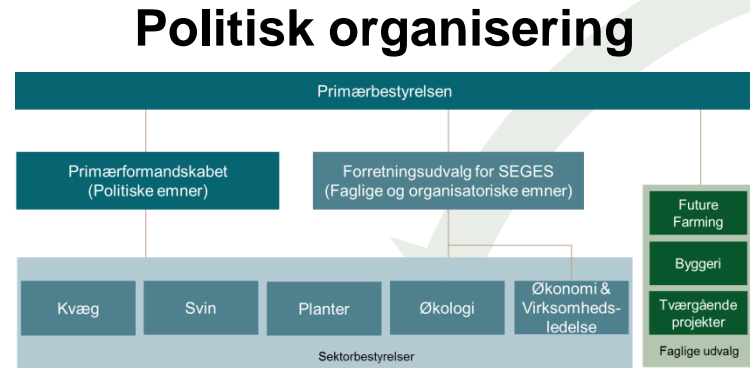 Politisk organisering
Primærbestyrelsen
Primærformandskabet
(Politiske emner)
Forretningsudvalg for SEGES
(Faglige og organisatoriske emner)
Future
Farming
Byggeri
Tværgående
projekter
Faglige udvalg
Kvæg
Svin
Planter
Økologi
Økonomi &
Virksomheds-
ledelse
Sektorbestyrelser